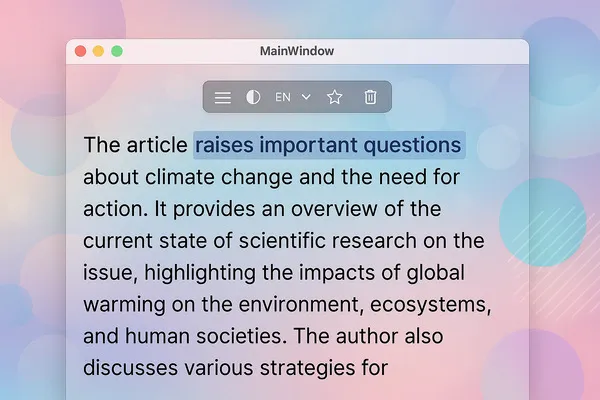 MainWindow
EN
The article raises important questions
about climate change and the need for
action. It provides an overview of the
current state of scientific research on the
issue, highlighting the impacts of global
warming on the environment, ecosystems,
and human societies. The author also
discusses various strategies for